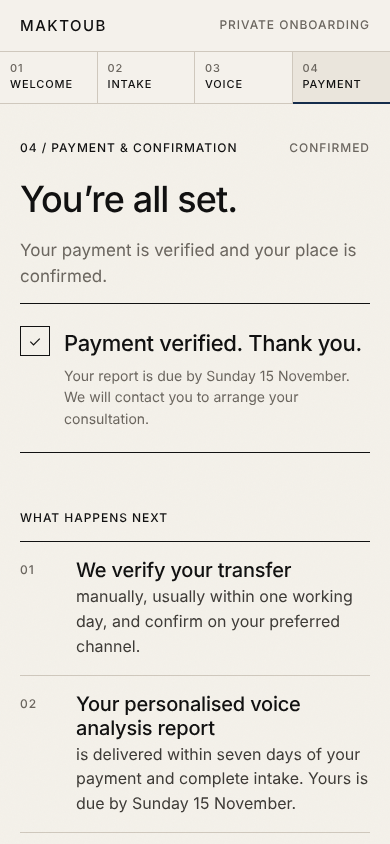 MAKTOUB
PRIVATE ONBOARDING
01
WELCOME
02
INTAKE
03
VOICE
04
PAYMENT
04 / PAYMENT & CONFIRMATION
CONFIRMED
You’re all set.
Your payment is verified and your place is
confirmed.
Payment verified. Thank you.
Your report is due by Sunday 15 November.
We will contact you to arrange your
consultation.
WHAT HAPPENS NEXT
01
We verify your transfer
manually, usually within one working
day, and confirm on your preferred
channel.
02
Your personalised voice
analysis report
is delivered within seven days of your
payment and complete intake. Yours is
due by Sunday 15 November.